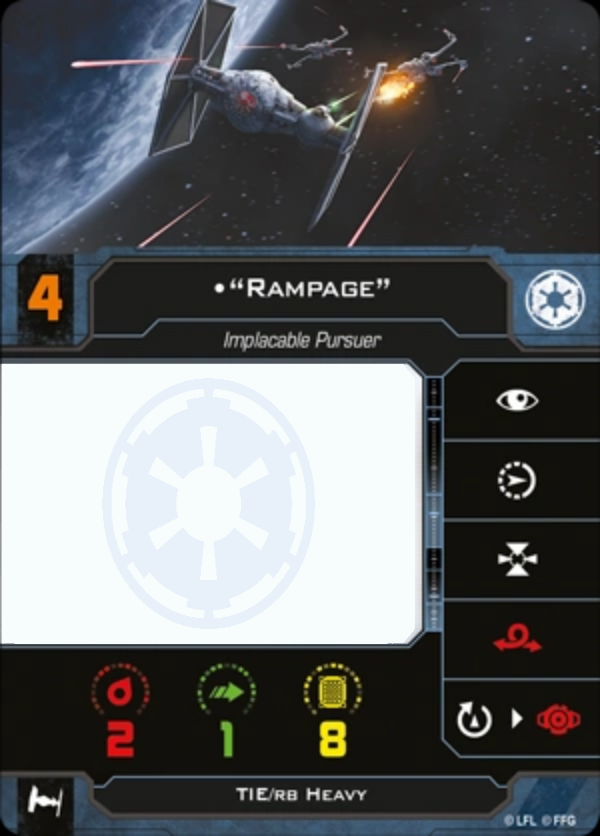 4
•“Rampage”
Implacable Pursuer
2 1 8
TIE/rb Heavy
©LFL ©FFG